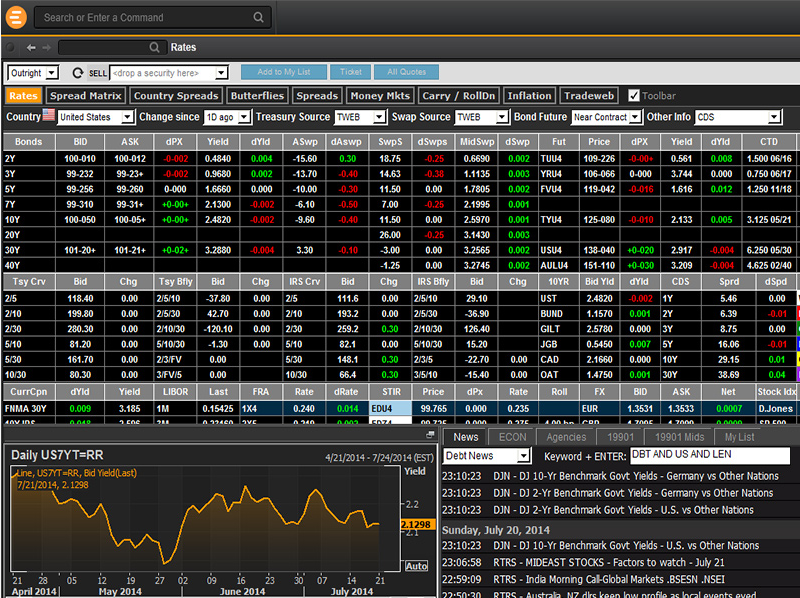 Search or Enter a Command
Rates
Outright SELL <drop a security here> Add to My List Ticket All Quotes
Rates Spread Matrix Country Spreads Butterflies Spreads Money Mkts Carry / RollDn Inflation Tradeweb Toolbar
Country United States Change since 1D ago Treasury Source TWEB Swap Source TWEB Bond Future Near Contract Other Info CDS
Bonds BID ASK dPX Yield dYld ASwp dAswp SwpS dSwps MidSwp dSwp Fut Price dPX Yield dYld CTD
2Y 100-010 100-012 -0-002 0.4840 0.004 -15.60 0.30 18.75 -0.25 0.6690 0.002 TUU4 109-226 -0-00+ 0.561 0.008 1.500 06/16
3Y 99-232 99-23+ -0-002 0.9680 0.002 -13.70 -0.40 14.63 -0.38 1.1135 0.003 YRU4 106-066 0-000 3.744 0.000 0.750 06/17
5Y 99-256 99-260 0-000 1.6660 0.000 -10.00 -0.30 11.50 0.00 1.7805 0.002 FVU4 119-042 -0-016 1.616 0.012 1.250 11/18
7Y 99-310 99-31+ +0-00+ 2.1300 -0.002 -6.10 -0.50 7.00 -0.25 2.1995 0.001
10Y 100-050 100-05+ +0-00+ 2.4820 -0.002 -9.60 -0.40 11.50 0.00 2.5970 0.001 TYU4 125-080 -0-010 2.133 0.005 3.125 05/21
20Y 26.00 -0.25 3.1430 0.003
30Y 101-20+ 101-21+ +0-02+ 3.2880 -0.004 3.30 -0.10 -3.00 0.00 3.2565 0.002 USU4 138-040 +0-020 2.917 -0.004 6.250 05/30
40Y -1.25 0.00 3.2745 0.002 AULU4 151-110 +0-030 3.209 -0.004 4.625 02/40
Tsy Crv Bid Chg Tsy Bfly Bid Chg IRS Crv Bid Chg IRS Bfly Bid Chg 10YR Bid Yld dYld CDS Sprd dSpd
2/5 118.40 0.00 2/5/10 -37.80 0.00 2/5 111.6 0.00 2/5/10 29.10 UST 2.4820 -0.002 1Y 5.46 0.00
2/10 199.80 0.00 2/5/30 42.70 0.00 2/10 193.2 0.00 2/5/30 -36.90 BUND 1.1570 0.001 2Y 6.39 -0.01
2/30 280.30 0.00 2/10/30 -120.10 0.00 2/30 259.2 0.30 2/10/30 126.40 GILT 2.5780 0.000 3Y 8.75 0.00
5/10 81.20 0.00 5/10/30 -1.30 0.00 5/10 82.1 0.00 5/10/30 15.20 JGB 0.5450 0.007 5Y 16.06 -0.01
5/30 161.70 0.00 2/3/FV 0.00 5/30 148.1 0.30 2/3/5 -22.70 0.00 CAD 2.1660 0.000 10Y 29.15 0.01
10/30 80.30 0.00 3/FV/5 0.00 10/30 66.4 0.30 3/5/5 -15.40 0.00 OAT 1.4750 0.001 30Y 38.69 0.04
CurrCpn dYld Yield LIBOR Last FRA Rate dRate STIR Price dPx Rate Roll FX BID ASK Net Stock Idx
FNMA 30Y 0.009 3.185 1M 0.15425 1X4 0.240 0.014 EDU4 99.765 0.000 0.235 EUR 1.3531 1.3533 0.0007 D.Jones
Daily US7YT=RR 4/21/2014 - 7/24/2014 (EST)
Line, US7YT=RR, Bid Yield(Last)
7/21/2014, 2.1298
Yield
2.2
2.1298
2.1
Auto
21 28 05 12 19 27 02 09 16 23 30 07 14 21
April 2014 May 2014 June 2014 July 2014
News ECON Agencies 19901 19901 Mids My List
Debt News Keyword + ENTER: DBT AND US AND LEN
23:10:23 DJN - DJ 10-Yr Benchmark Govt Yields - Germany vs Other Nations
23:10:23 DJN - DJ 2-Yr Benchmark Govt Yields - Germany vs Other Nations
23:10:23 DJN - DJ 2-Yr Benchmark Govt Yields - U.S. vs Other Nations
Sunday, July 20, 2014
23:10:23 DJN - DJ 10-Yr Benchmark Govt Yields - U.S. vs Other Nations
23:06:58 RTRS - MIDEAST STOCKS - Factors to watch - July 21
22:59:09 RTRS - India Morning Call-Global Markets .BSESN .NSEI
22:50:30 RTRS - Australia, NZ dlrs keep low profile as local events eyed